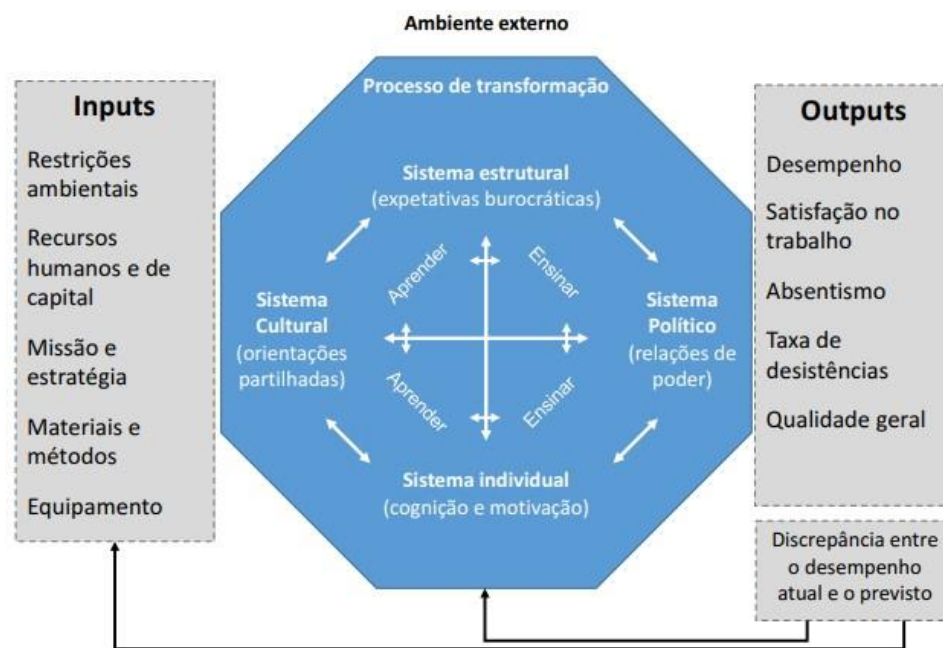 Ambiente externo
Inputs
Restrições
ambientais
Recursos
humanos e de
capital
Missão e
estratégia
Materiais e
métodos
Equipamento
Processo de transformação
Sistema estrutural
(expetativas burocráticas)
Aprender
Ensinar
Sistema
Cultural
(orientações
partilhadas)
Sistema
Político
(relações de
poder)
Aprender
Ensinar
Sistema individual
(cognição e motivação)
Outputs
Desempenho
Satisfação no
trabalho
Absentismo
Taxa de
desistências
Qualidade geral
Discrepância entre
o desempenho
atual e o previsto